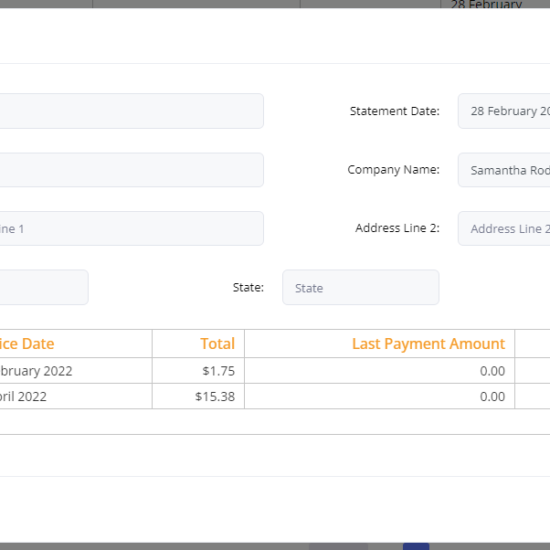 28 February
Statement Date: 28 February 20
Company Name: Samantha Rod
ine 1 Address Line 2: Address Line 2
State: State
ice Date Total Last Payment Amount
bruary 2022 $1.75 0.00
ril 2022 $15.38 0.00